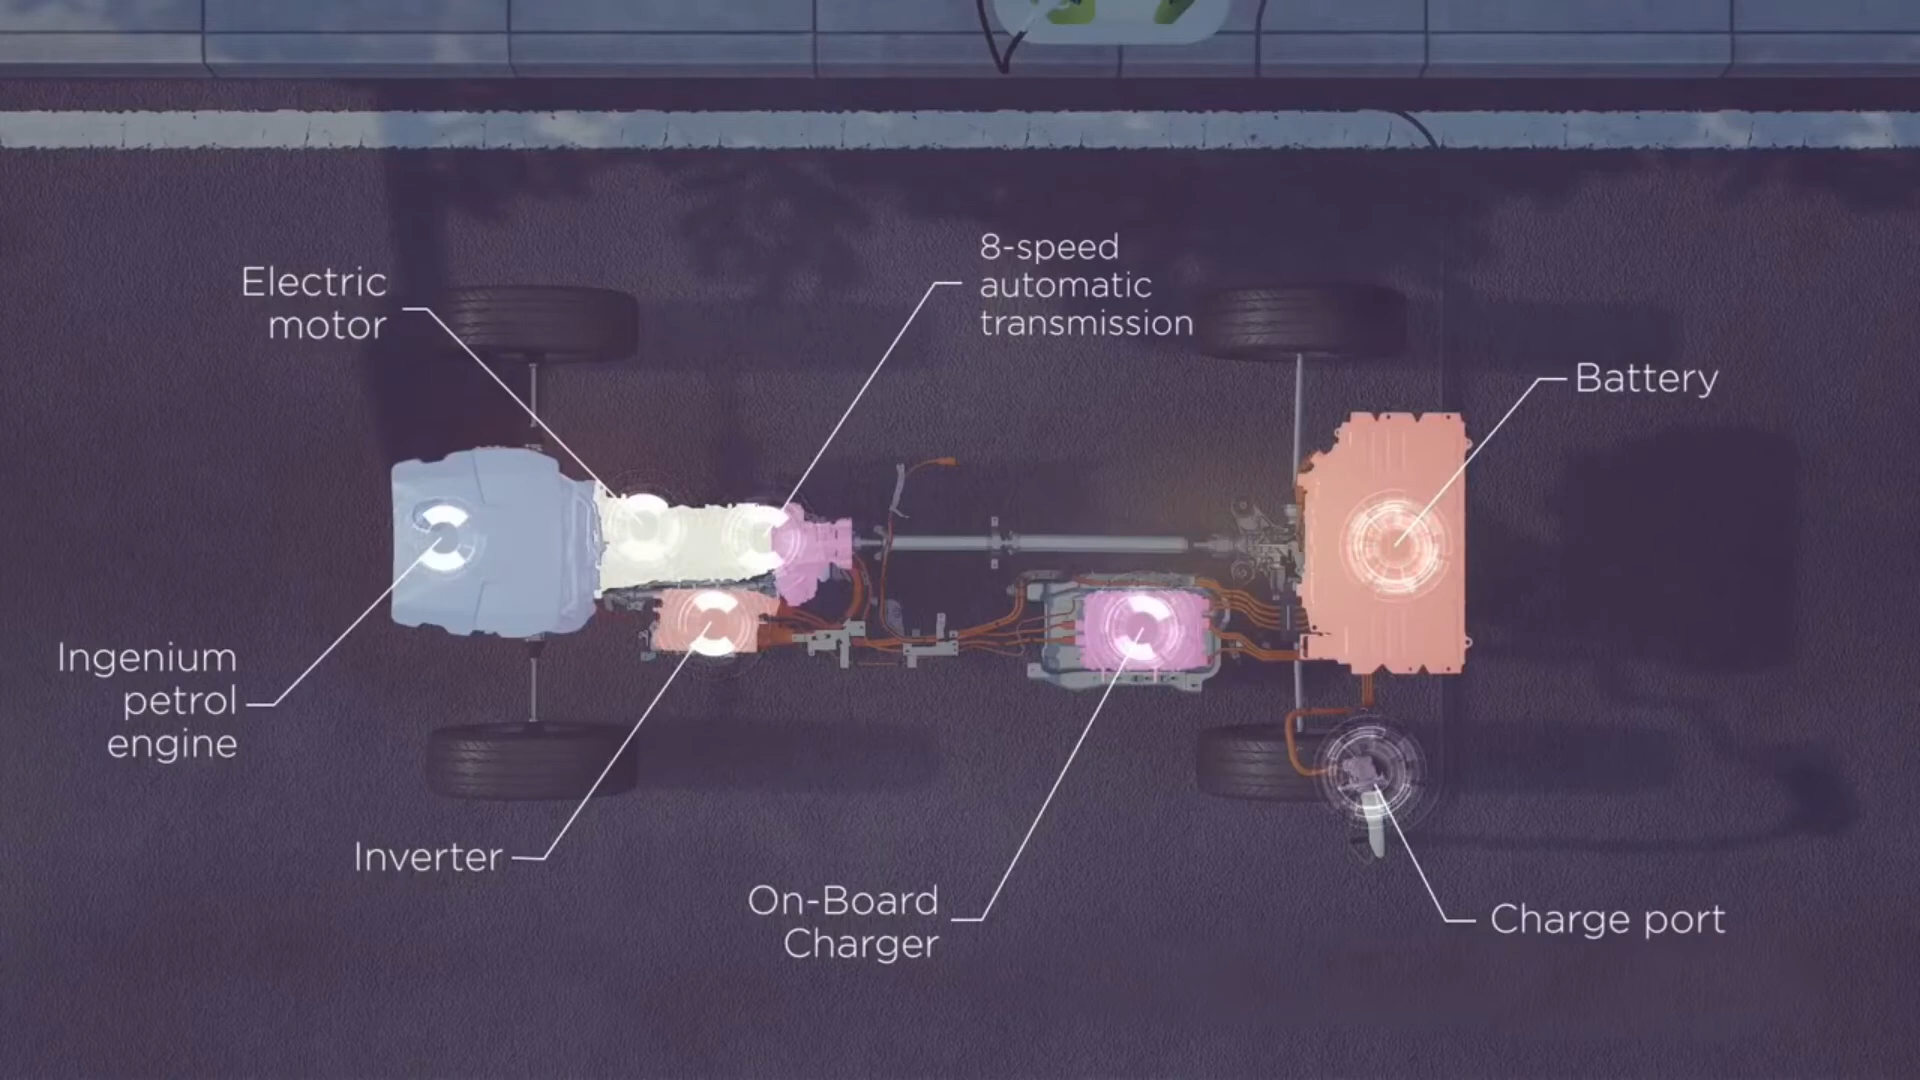 8-speed
automatic
transmission
Electric
motor
Battery
Ingenium
petrol
engine
Inverter
On-Board
Charger
Charge port